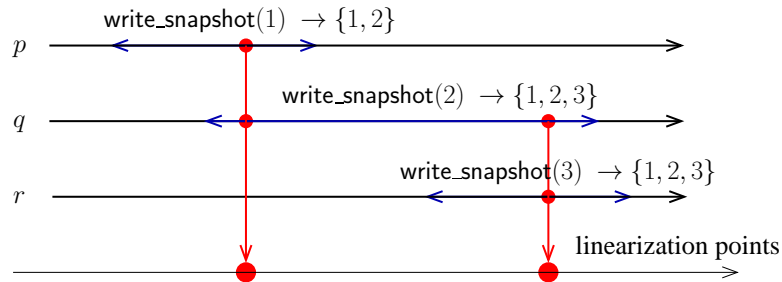 write_snapshot(1) → {1, 2}
p
write_snapshot(2) → {1, 2, 3}
q
write_snapshot(3) → {1, 2, 3}
r
linearization points